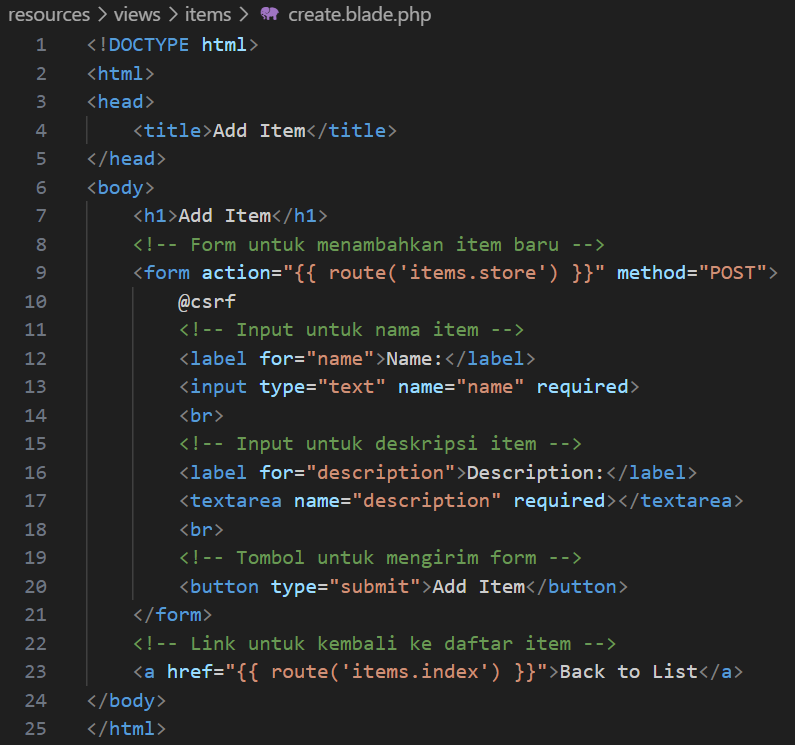 resources > views > items > create.blade.php
1 <!DOCTYPE html>
2 <html>
3 <head>
4     <title>Add Item</title>
5 </head>
6 <body>
7     <h1>Add Item</h1>
8     <!-- Form untuk menambahkan item baru -->
9     <form action="{{ route('items.store') }}" method="POST">
10         @csrf
11         <!-- Input untuk nama item -->
12         <label for="name">Name:</label>
13         <input type="text" name="name" required>
14         <br>
15         <!-- Input untuk deskripsi item -->
16         <label for="description">Description:</label>
17         <textarea name="description" required></textarea>
18         <br>
19         <!-- Tombol untuk mengirim form -->
20         <button type="submit">Add Item</button>
21     </form>
22     <!-- Link untuk kembali ke daftar item -->
23     <a href="{{ route('items.index') }}">Back to List</a>
24 </body>
25 </html>